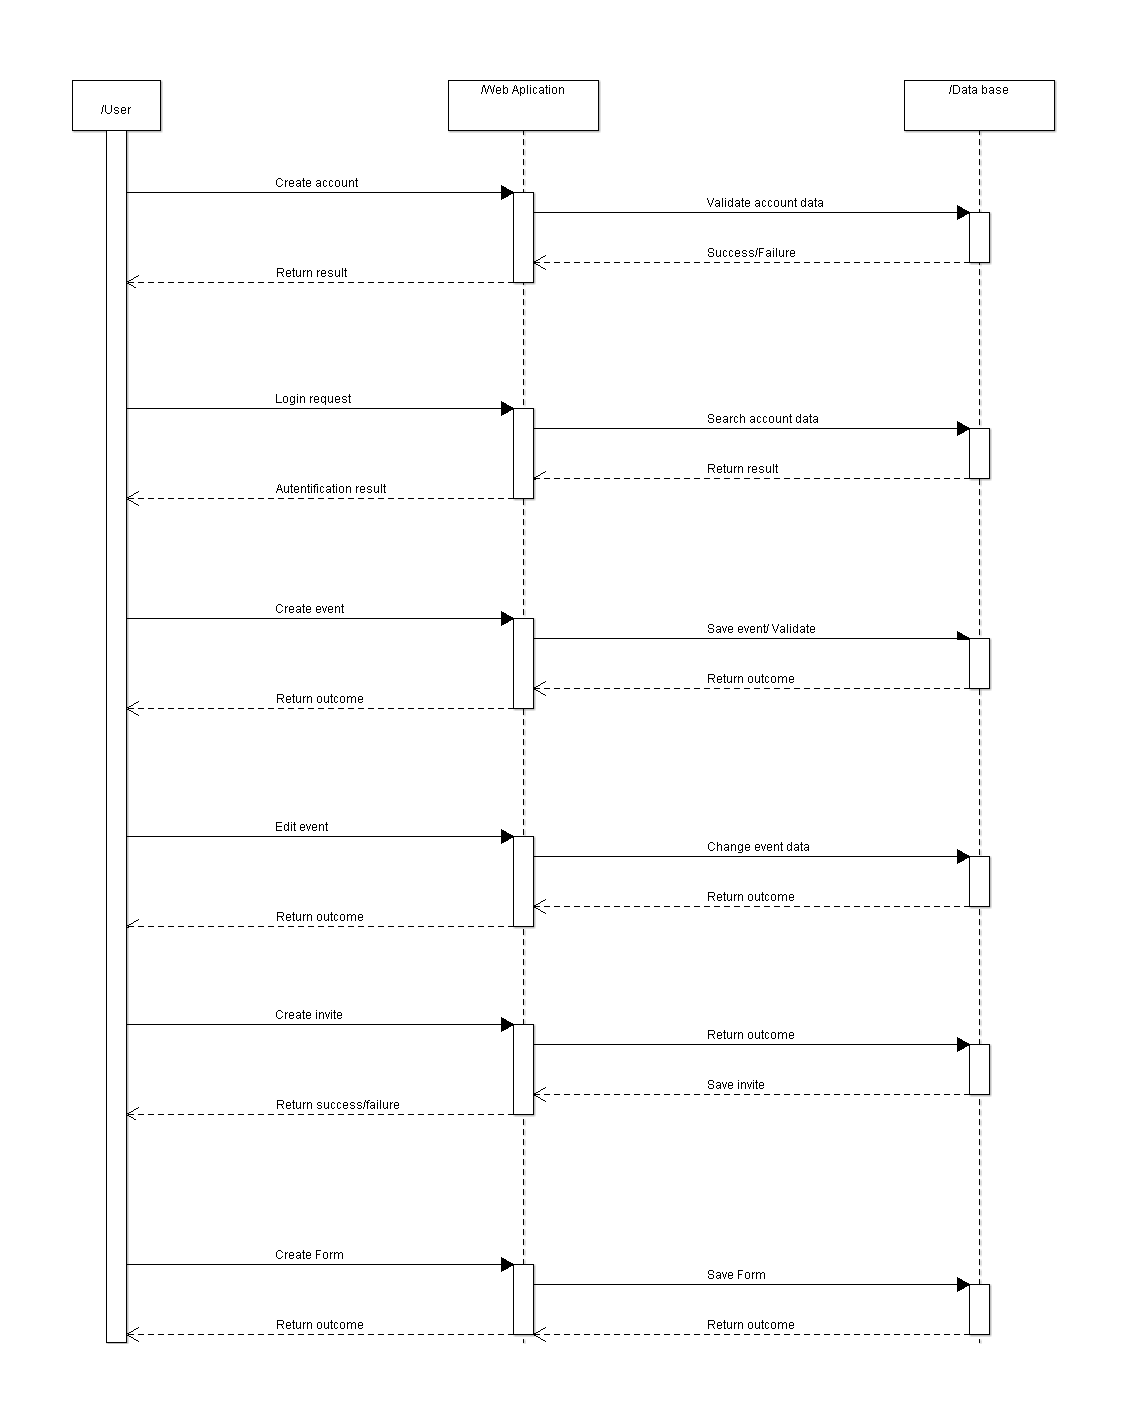 /User
/Web Aplication
/Data base
Create account
Validate account data
Success/Failure
Return result
Login request
Search account data
Return result
Autentification result
Create event
Save event/ Validate
Return outcome
Return outcome
Edit event
Change event data
Return outcome
Return outcome
Create invite
Return outcome
Save invite
Return success/failure
Create Form
Save Form
Return outcome
Return outcome